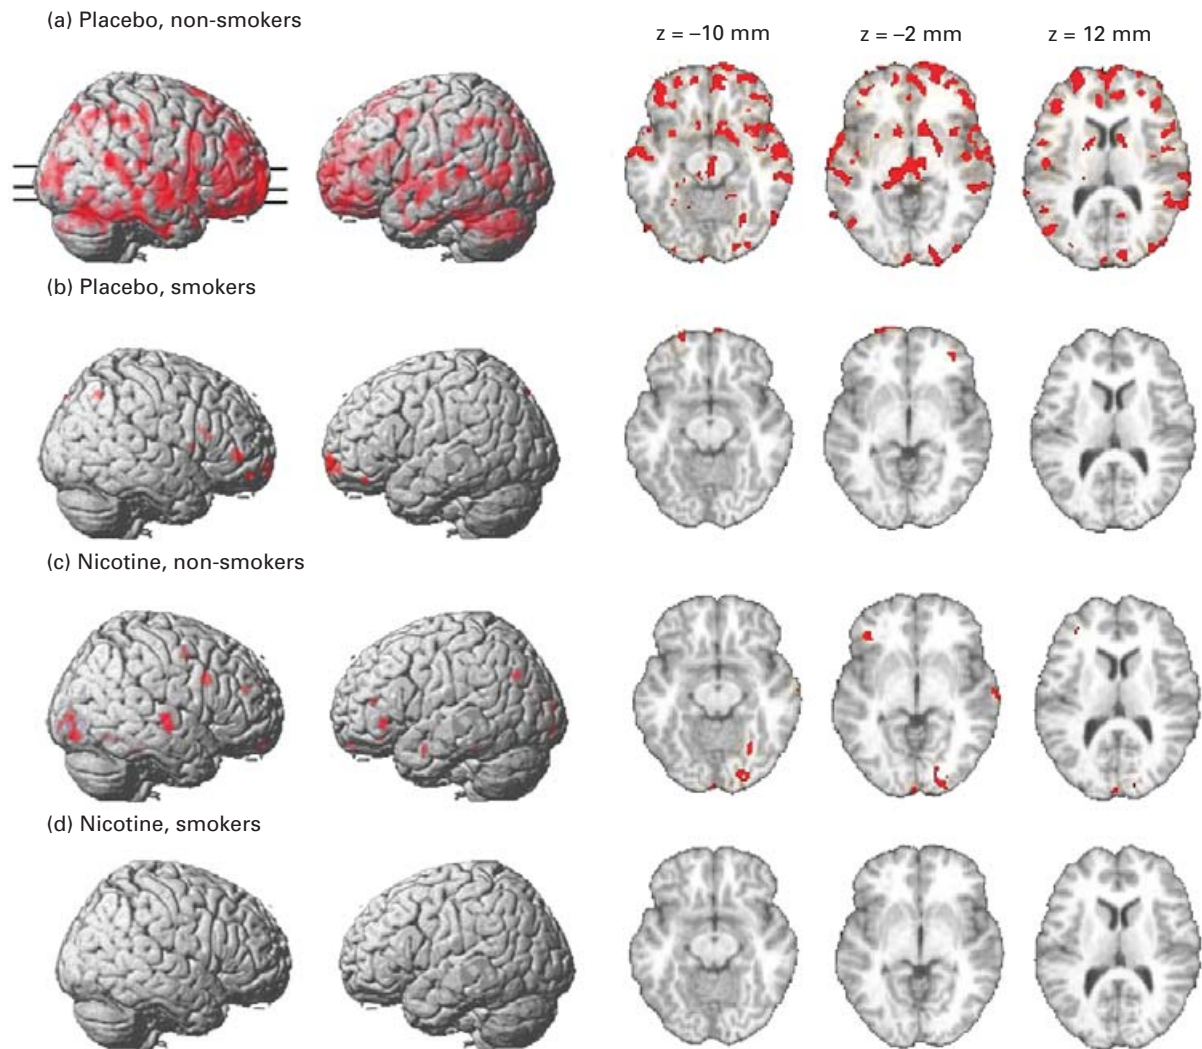 (a) Placebo, non-smokers
z = –10 mm
z = –2 mm
z = 12 mm
(b) Placebo, smokers
(c) Nicotine, non-smokers
(d) Nicotine, smokers